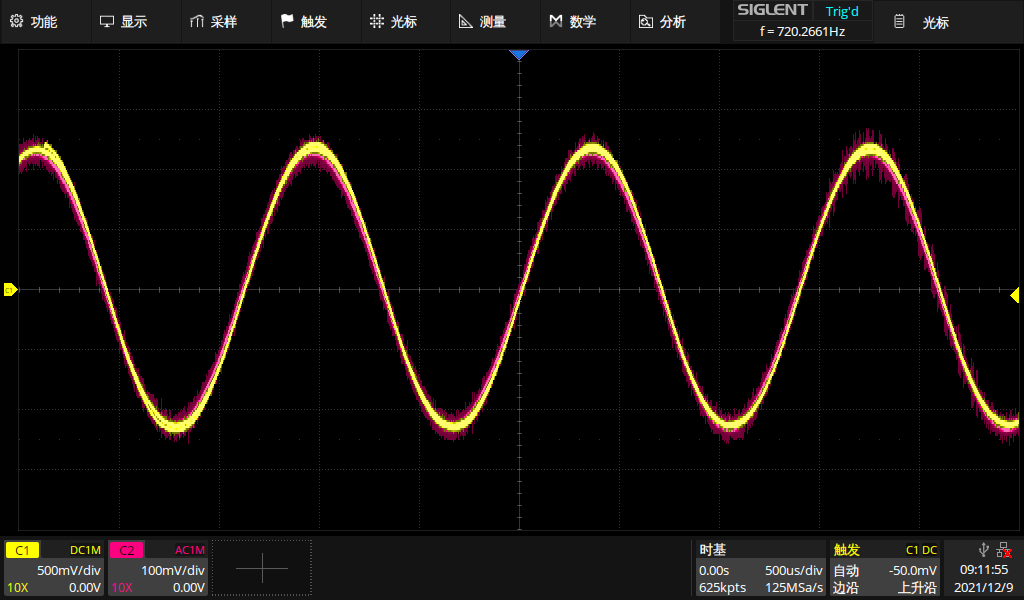 功能 显示 采样 触发 光标 测量 数学 分析 SIGLENT Trig'd 光标
f = 720.2661Hz
C1
C1 DC1M
500mV/div
10X 0.00V
C2 AC1M
100mV/div
10X 0.00V
时基
0.00s 500us/div
625kpts 125MSa/s
触发 C1 DC
自动 -50.0mV
边沿 上升沿
09:11:55
2021/12/9